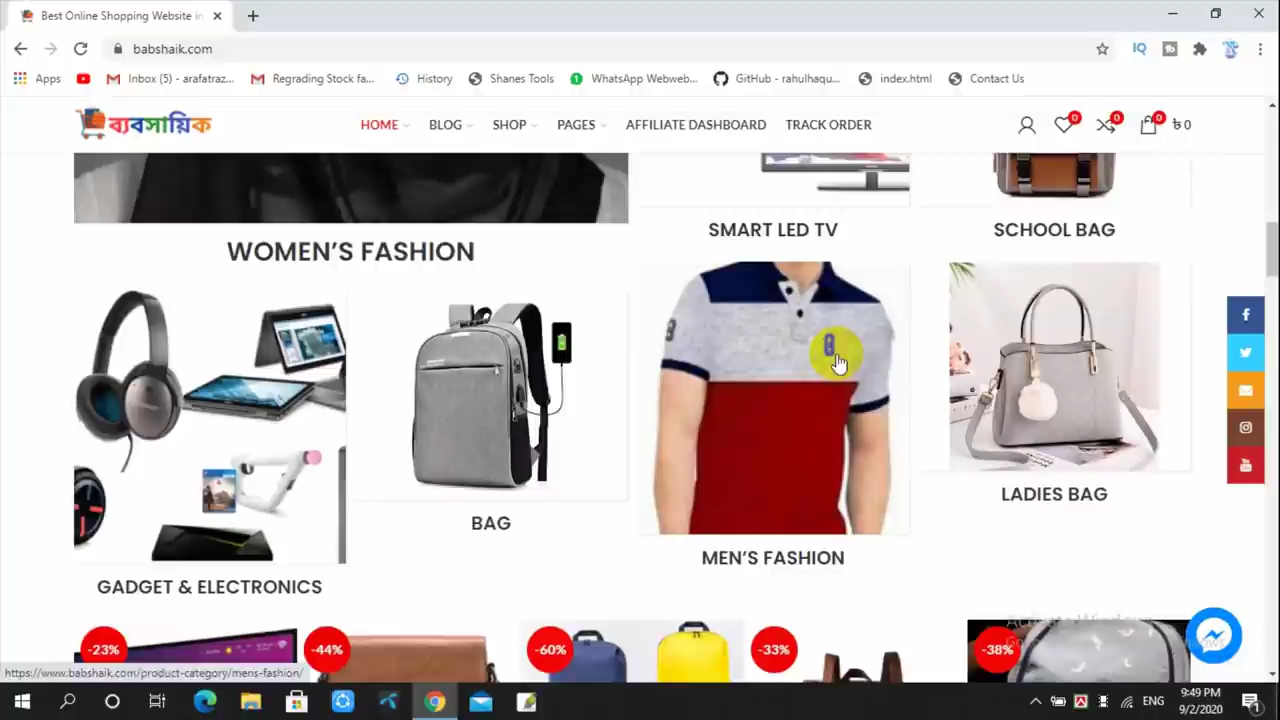 Best Online Shopping Website in
babshaik.com
Apps
Inbox (5) - arafatraz...
Regrading Stock fa...
History
Shanes Tools
WhatsApp Webweb...
GitHub - rahulhaqu...
index.html
Contact Us
ব্যবসায়িক
HOME
BLOG
SHOP
PAGES
AFFILIATE DASHBOARD
TRACK ORDER
0
0
0
৳ 0
WOMEN'S FASHION
SMART LED TV
SCHOOL BAG
GADGET & ELECTRONICS
BAG
MEN'S FASHION
LADIES BAG
-23%
-44%
-60%
-33%
-38%
https://www.babshaik.com/product-category/mens-fashion/
ENG
9:49 PM
9/2/2020